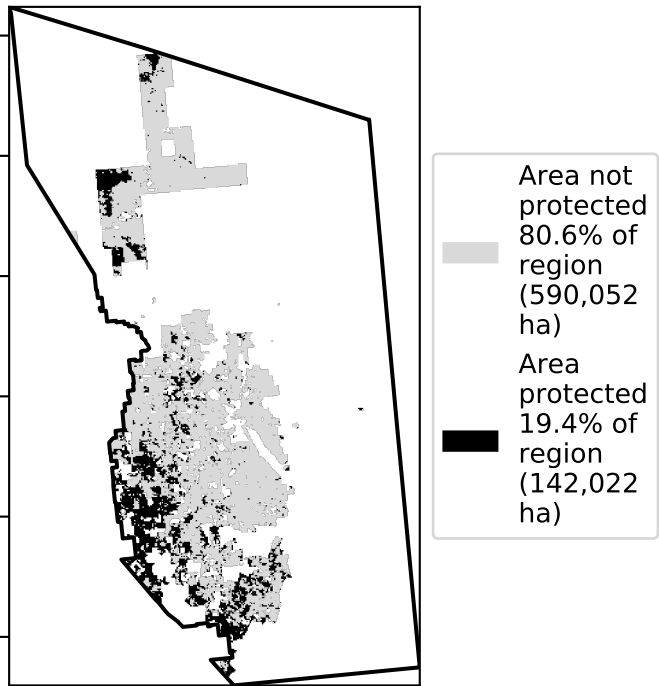 Area not
protected
80.6% of
region
(590,052
ha)
Area
protected
19.4% of
region
(142,022
ha)